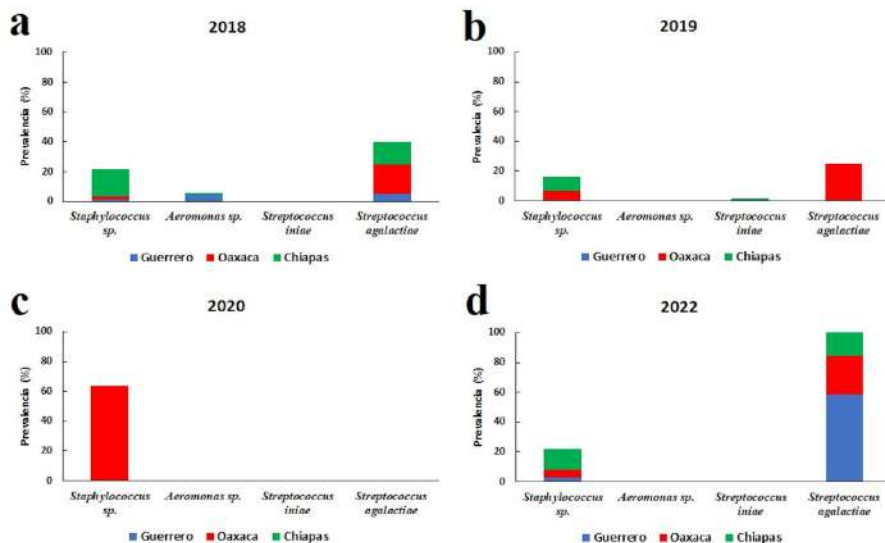 a
2018
100
80
60
40
20
0
Prevalencia (%)
Staphylococcus sp.
Aeromonas sp.
Streptococcus iniae
Streptococcus agalactiae
Guerrero Oaxaca Chiapas
b
2019
100
80
60
40
20
0
Prevalecia (%)
Staphylococcus sp.
Aeromonas sp.
Streptococcus iniae
Streptococcus agalactiae
Guerrero Oaxaca Chiapas
c
2020
100
80
60
40
20
0
Prevalencia (%)
Staphylococcus sp.
Aeromonas sp.
Streptococcus iniae
Streptococcus agalactiae
Guerrero Oaxaca Chiapas
d
2022
100
80
60
40
20
0
Prevalencia (%)
Staphylococcus sp.
Aeromonas sp.
Streptococcus iniae
Streptococcus agalactiae
Guerrero Oaxaca Chiapas